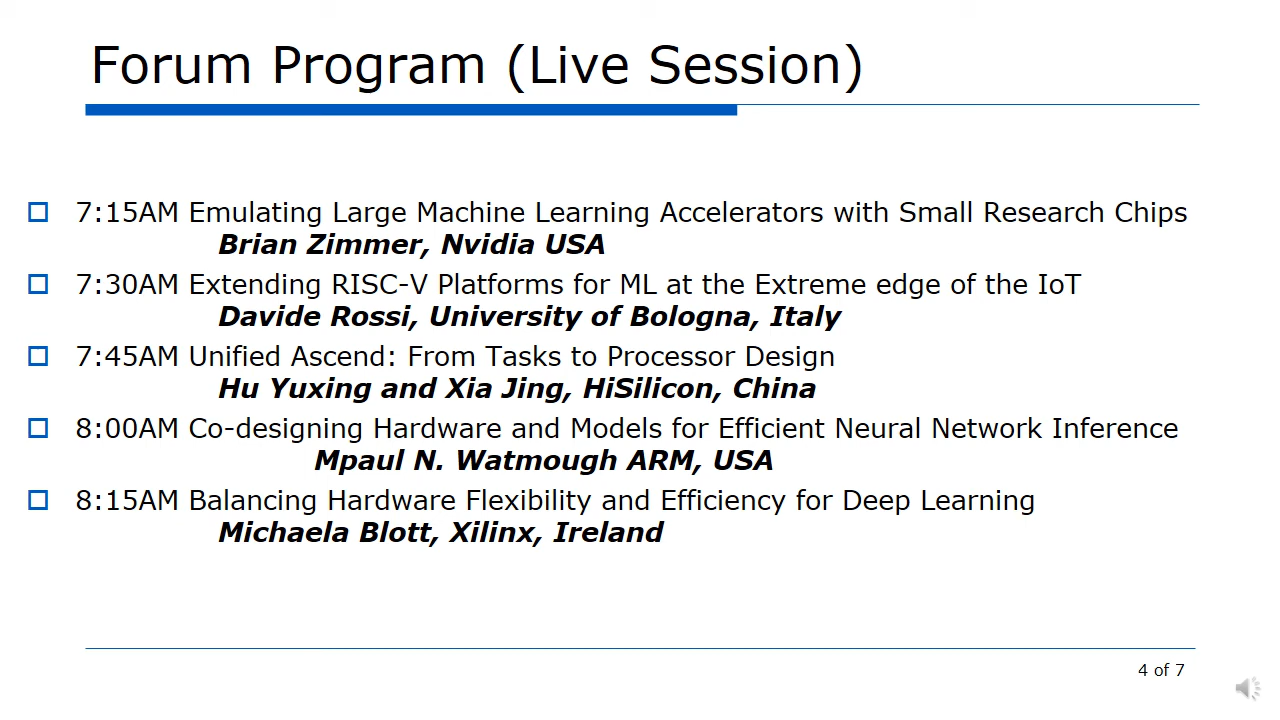 Forum Program (Live Session)
7:15AM Emulating Large Machine Learning Accelerators with Small Research Chips
Brian Zimmer, Nvidia USA
7:30AM Extending RISC-V Platforms for ML at the Extreme edge of the IoT
Davide Rossi, University of Bologna, Italy
7:45AM Unified Ascend: From Tasks to Processor Design
Hu Yuxing and Xia Jing, HiSilicon, China
8:00AM Co-designing Hardware and Models for Efficient Neural Network Inference
Mpaul N. Watmough ARM, USA
8:15AM Balancing Hardware Flexibility and Efficiency for Deep Learning
Michaela Blott, Xilinx, Ireland
4 of 7